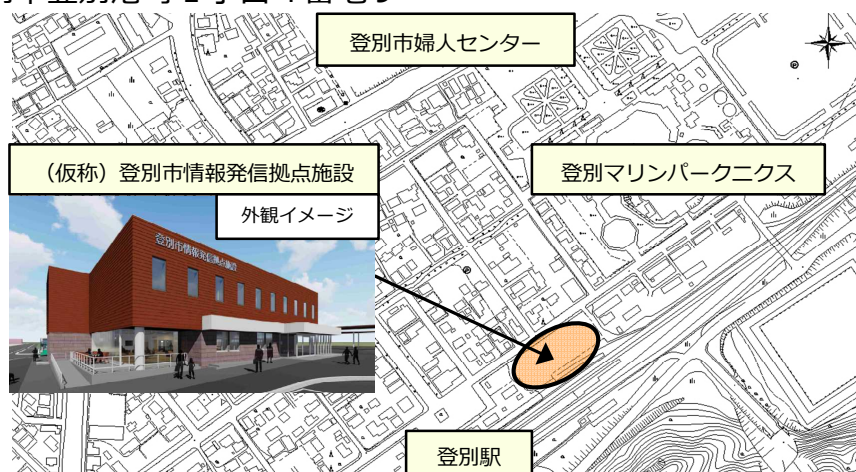 登別市婦人センター
（仮称）登別市情報発信拠点施設
登別マリンパークニクス
外観イメージ
登別市情報発信拠点施設
登別駅